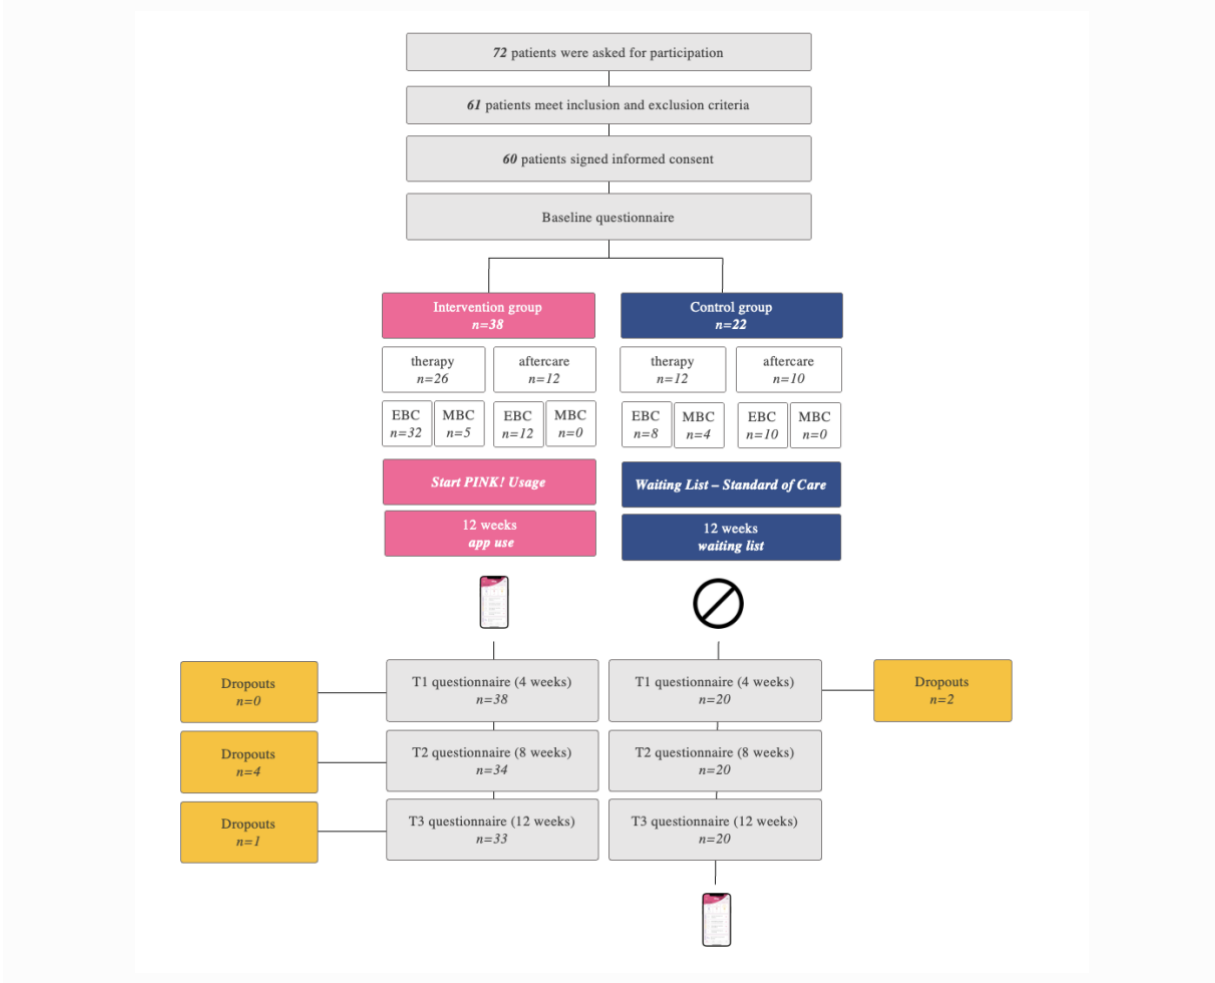 72 patients were asked for participation
61 patients meet inclusion and exclusion criteria
60 patients signed informed consent
Baseline questionnaire
Intervention group
n=38
Control group
n=22
therapy
n=26
aftercare
n=12
therapy
n=12
aftercare
n=10
EBC
n=32
MBC
n=5
EBC
n=12
MBC
n=0
EBC
n=8
MBC
n=4
EBC
n=10
MBC
n=0
Start PINK! Usage
Waiting List – Standard of Care
12 weeks
app use
12 weeks
waiting list
Dropouts
n=0
T1 questionnaire (4 weeks)
n=38
T1 questionnaire (4 weeks)
n=20
Dropouts
n=2
Dropouts
n=4
T2 questionnaire (8 weeks)
n=34
T2 questionnaire (8 weeks)
n=20
Dropouts
n=1
T3 questionnaire (12 weeks)
n=33
T3 questionnaire (12 weeks)
n=20